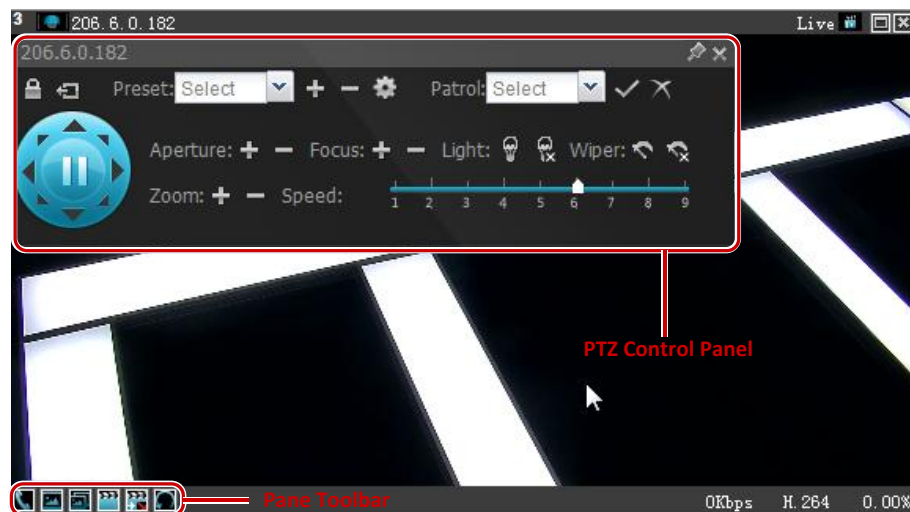 3 206.6.0.182 Live
206.6.0.182
Preset: Select Patrol: Select
Aperture: + − Focus: + − Light: Wiper:
Zoom: + − Speed:
1 2 3 4 5 6 7 8 9
PTZ Control Panel
Pane Toolbar 0Kbps H.264 0.00%